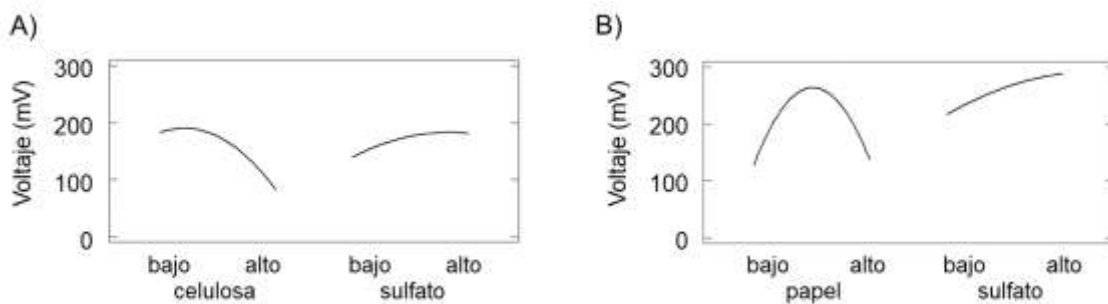 A)
Voltaje (mV)
300
200
100
0
bajo alto bajo alto
celulosa sulfato
B)
Voltaje (mV)
300
200
100
0
bajo alto bajo alto
papel sulfato